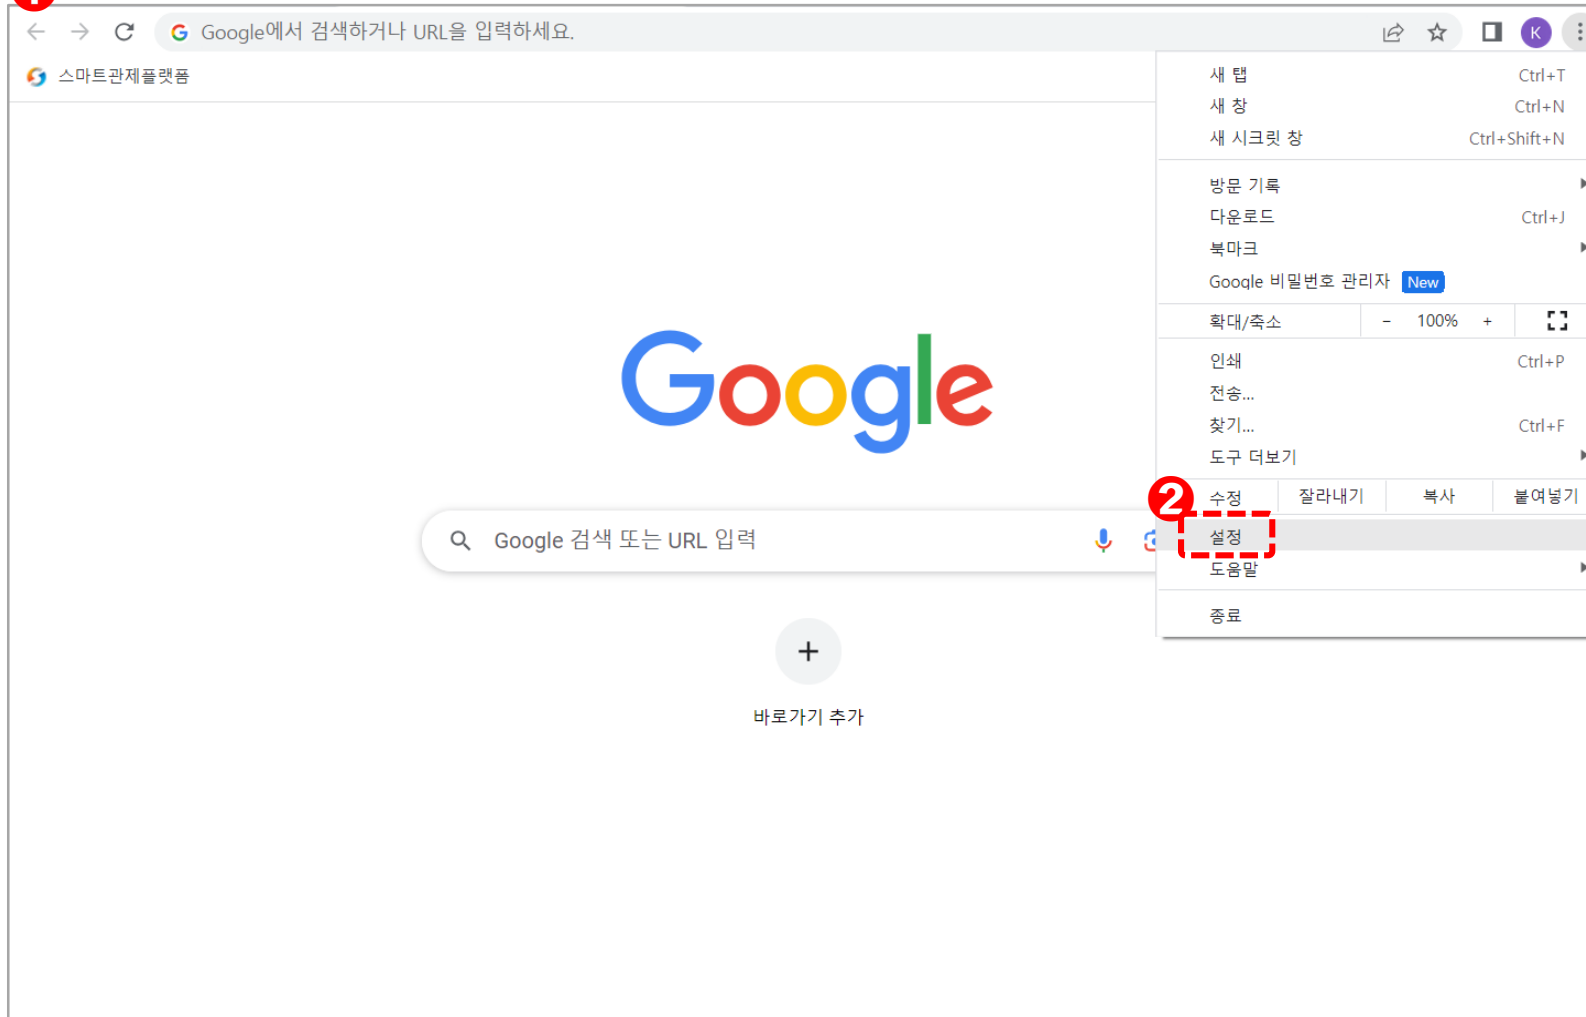 1
Google에서 검색하거나 URL을 입력하세요.
K
스마트관제플랫폼
새 탭 Ctrl+T
새 창 Ctrl+N
새 시크릿 창 Ctrl+Shift+N
방문 기록
다운로드 Ctrl+J
북마크
Google 비밀번호 관리자 New
확대/축소 - 100% +
인쇄 Ctrl+P
전송...
찾기... Ctrl+F
도구 더보기
2
수정 잘라내기 복사 붙여넣기
설정
도움말
종료
Google
Google 검색 또는 URL 입력
바로가기 추가